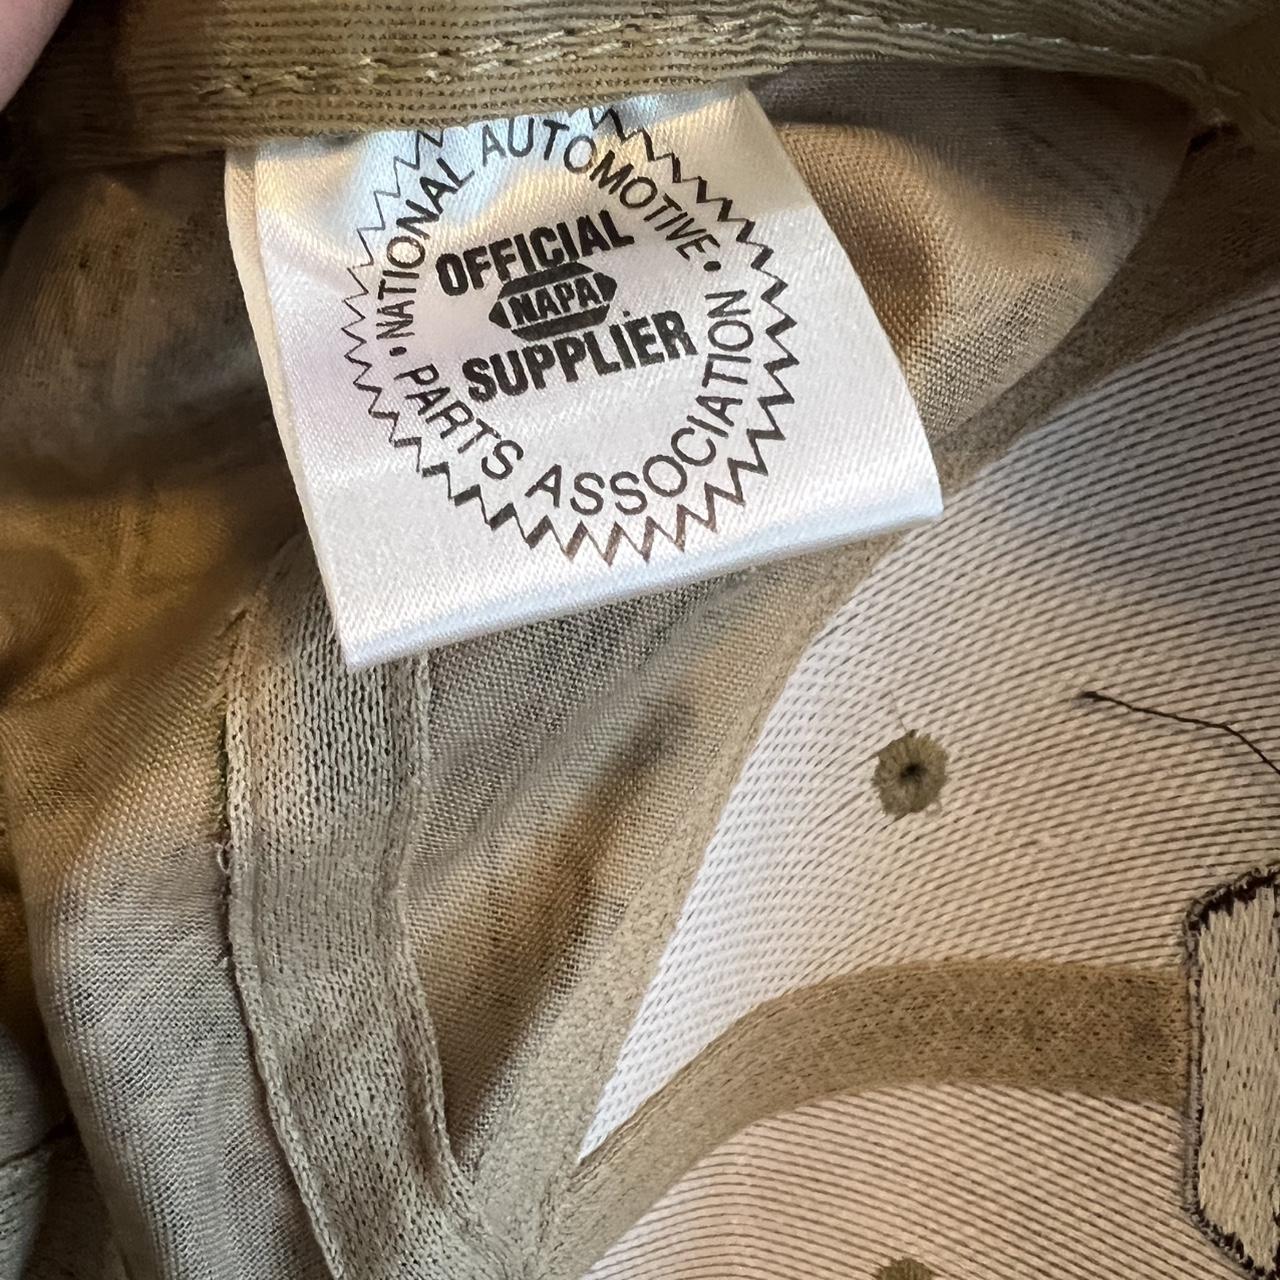 • NATIONAL AUTOMOTIVE •
OFFICIAL
NAPA
SUPPLIER
PARTS ASSOCIATION